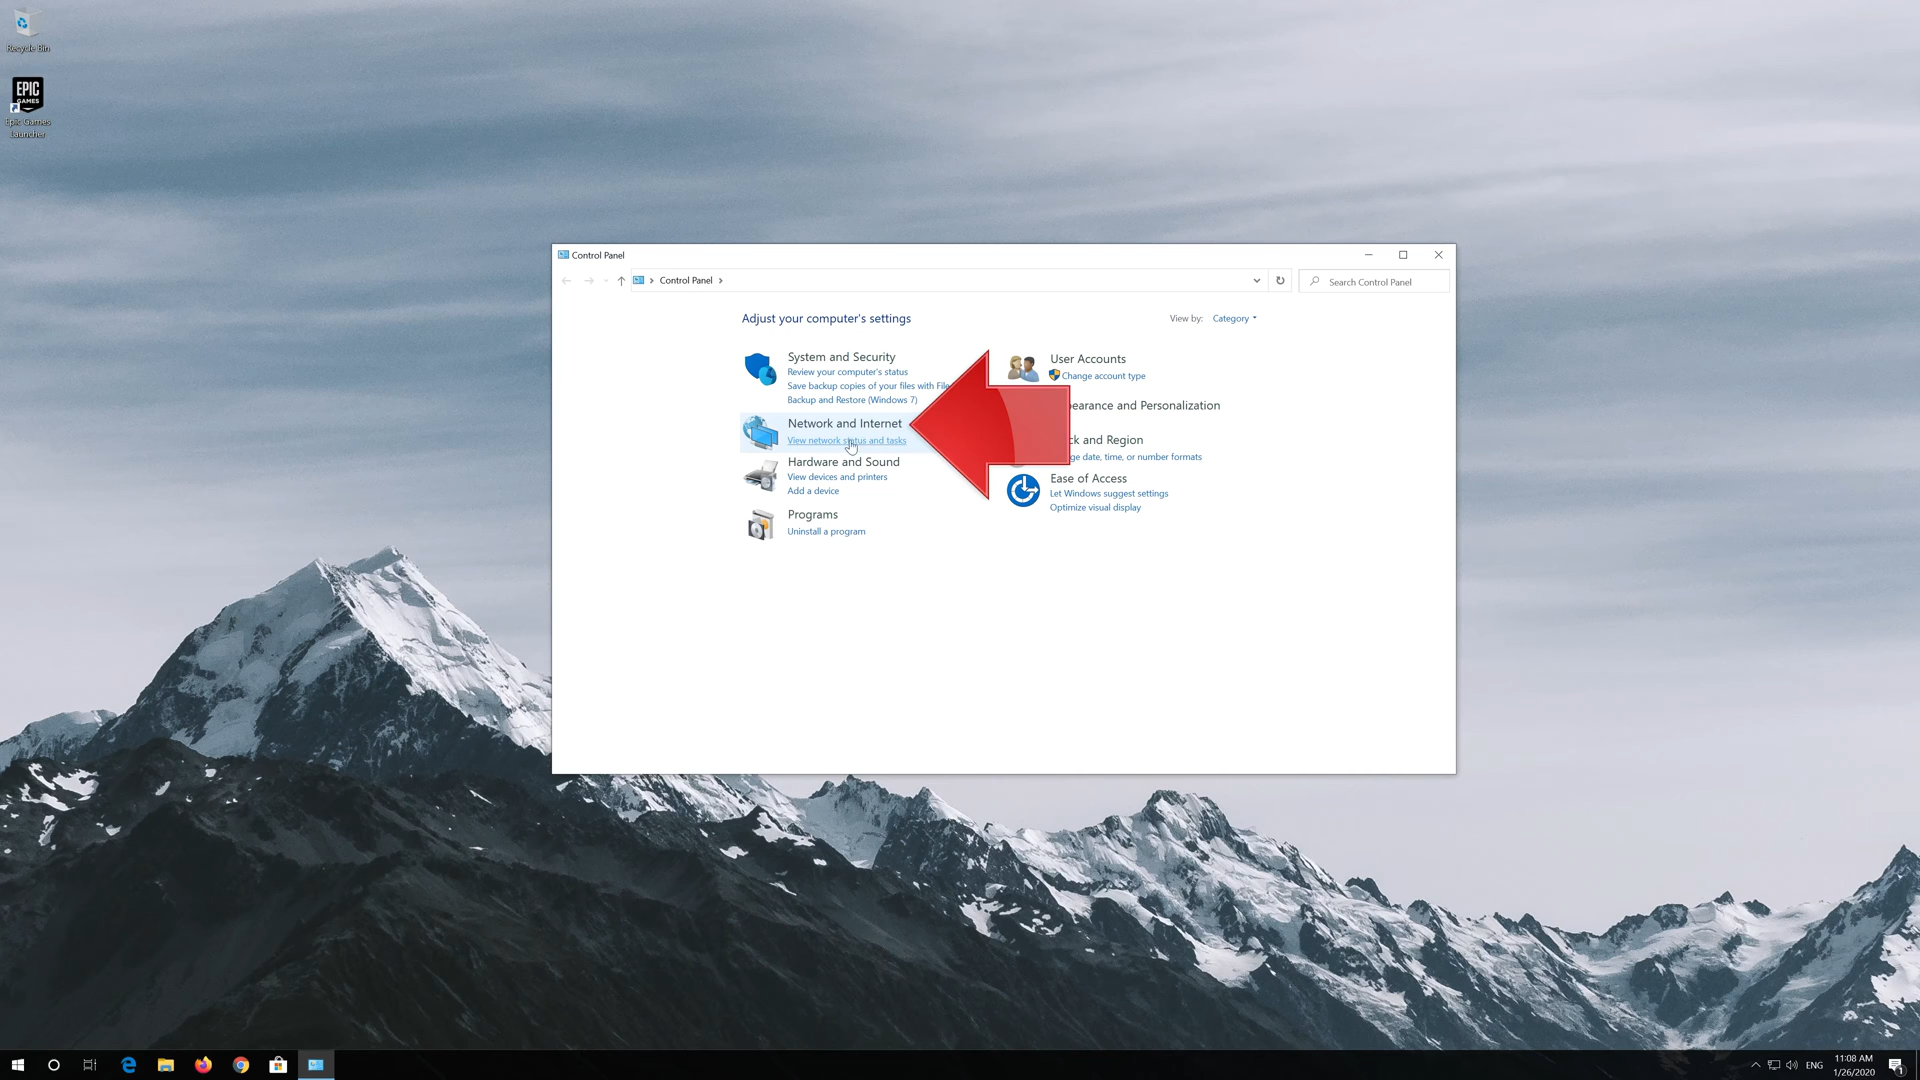 Recycle Bin
EPIC
GAMES
Epic Games
Launcher
Control Panel
Control Panel
Search Control Panel
Adjust your computer's settings
View by: Category
System and Security
Review your computer's status
Save backup copies of your files with File
Backup and Restore (Windows 7)
Network and Internet
View network status and tasks
Hardware and Sound
View devices and printers
Add a device
Programs
Uninstall a program
User Accounts
Change account type
pearance and Personalization
ck and Region
ge date, time, or number formats
Ease of Access
Let Windows suggest settings
Optimize visual display
ENG
11:08 AM
1/26/2020
1